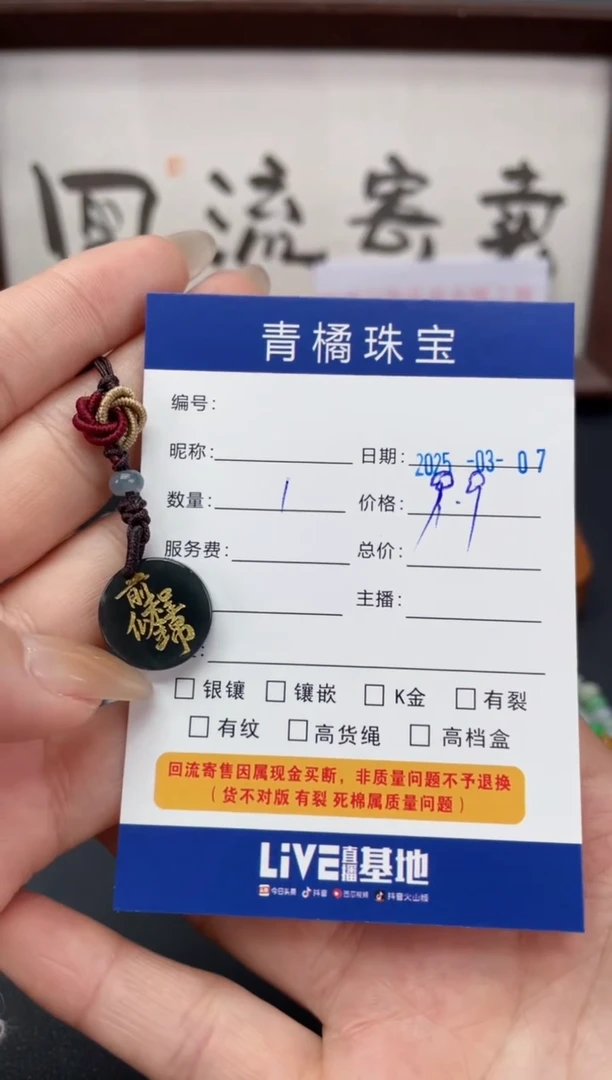 回流寄卖
青橘珠宝
编号:
昵称: 日期: 2025 -03- 07
数量: 1 价格: 9.9
服务费: 总价:
主播:
前程
似锦
银镶 镶嵌 K金 有裂
有纹 高货绳 高档盒
回流寄售因属现金买断，非质量问题不予退换
（货不对版 有裂 死棉属质量问题）
LiVE直播基地
今日头条 抖音 西瓜视频 抖音火山版